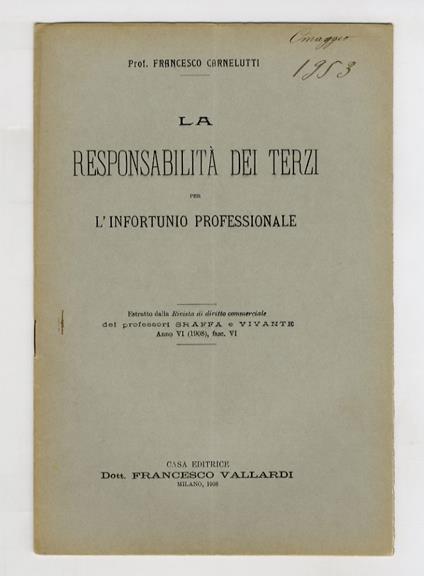 Omaggio
1953
Prof. FRANCESCO CARNELUTTI
LA
RESPONSABILITÀ DEI TERZI
PER
L'INFORTUNIO PROFESSIONALE
Estratto dalla Rivista di diritto commerciale
dei professori SRAFFA e VIVANTE
Anno VI (1908), fasc. VI
CASA EDITRICE
Dott. FRANCESCO VALLARDI
MILANO, 1908